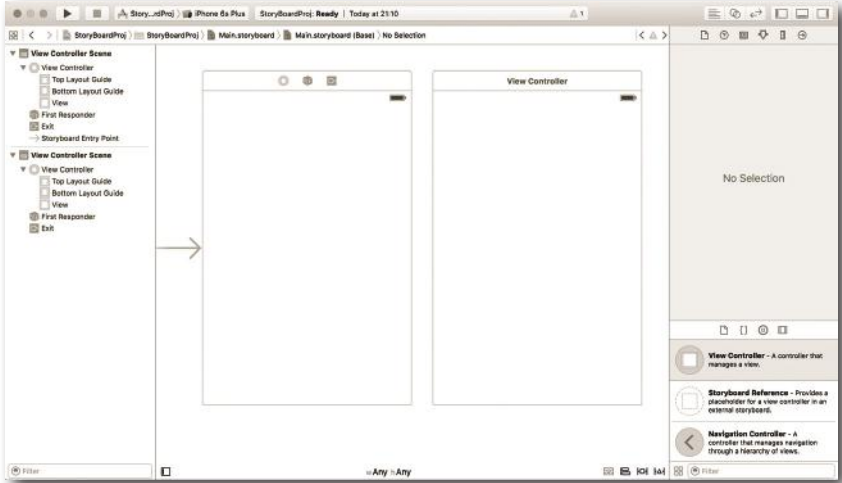 Story...rdProj) iPhone 6s Plus StoryBoardProj: Ready | Today at 21:10 1
StoryBoardProj StoryBoardProj Main.storyboard Main.storyboard (Base) No Selection
View Controller Scene
View Controller
Top Layout Guide
Bottom Layout Guide
View
First Responder
Exit
Storyboard Entry Point
View Controller Scene
View Controller
Top Layout Guide
Bottom Layout Guide
View
First Responder
Exit
Filter
View Controller
wAny hAny
No Selection
View Controller - A controller that
manages a view.
Storyboard Reference - Provides a
placeholder for a view controller in an
external storyboard.
Navigation Controller - A
controller that manages navigation
through a hierarchy of views.
Filter